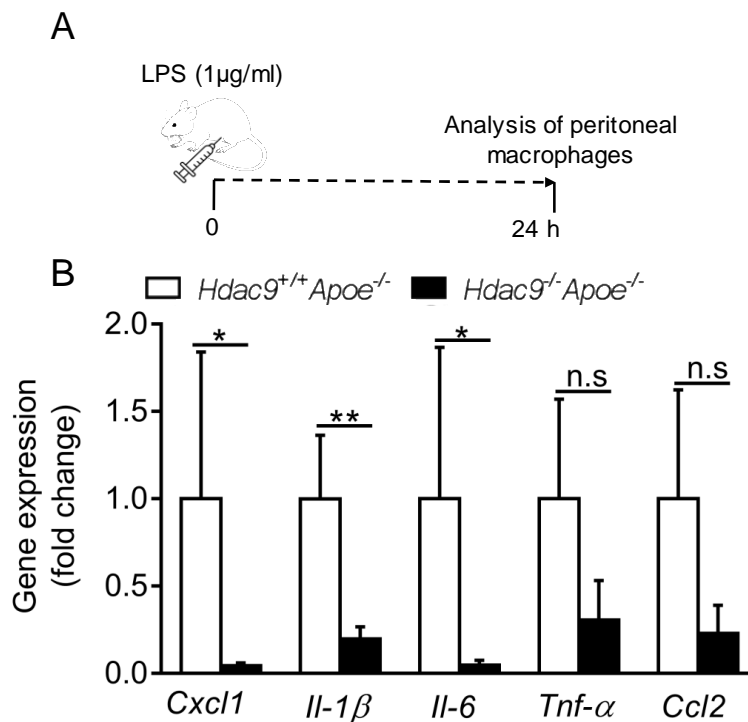 A
LPS (1µg/ml)
Analysis of peritoneal
macrophages
0
24 h
B
Hdac9+/+Apoe-/-
Hdac9-/-Apoe-/-
Gene expression
(fold change)
2.0
1.5
1.0
0.5
0.0
*
**
*
n.s
n.s
Cxcl1
Il-1β
Il-6
Tnf-α
Ccl2